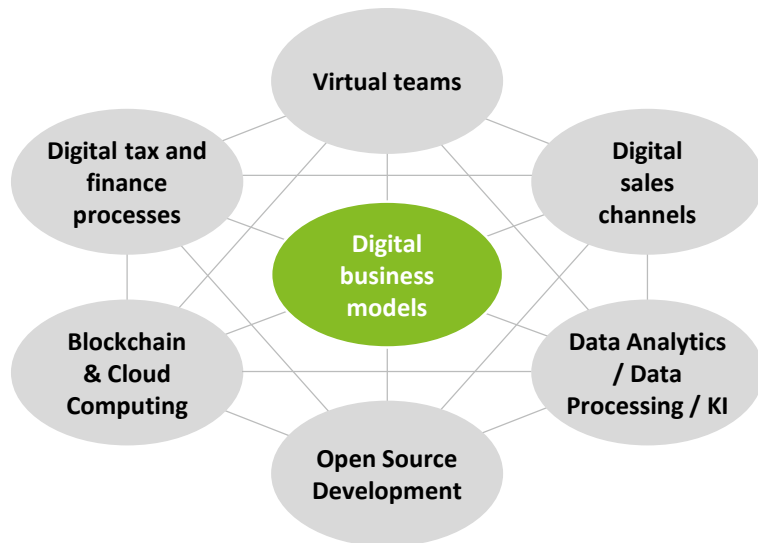 Virtual teams
Digital tax and
finance
processes
Digital
sales
channels
Digital
business
models
Blockchain
& Cloud
Computing
Data Analytics
/ Data
Processing / KI
Open Source
Development